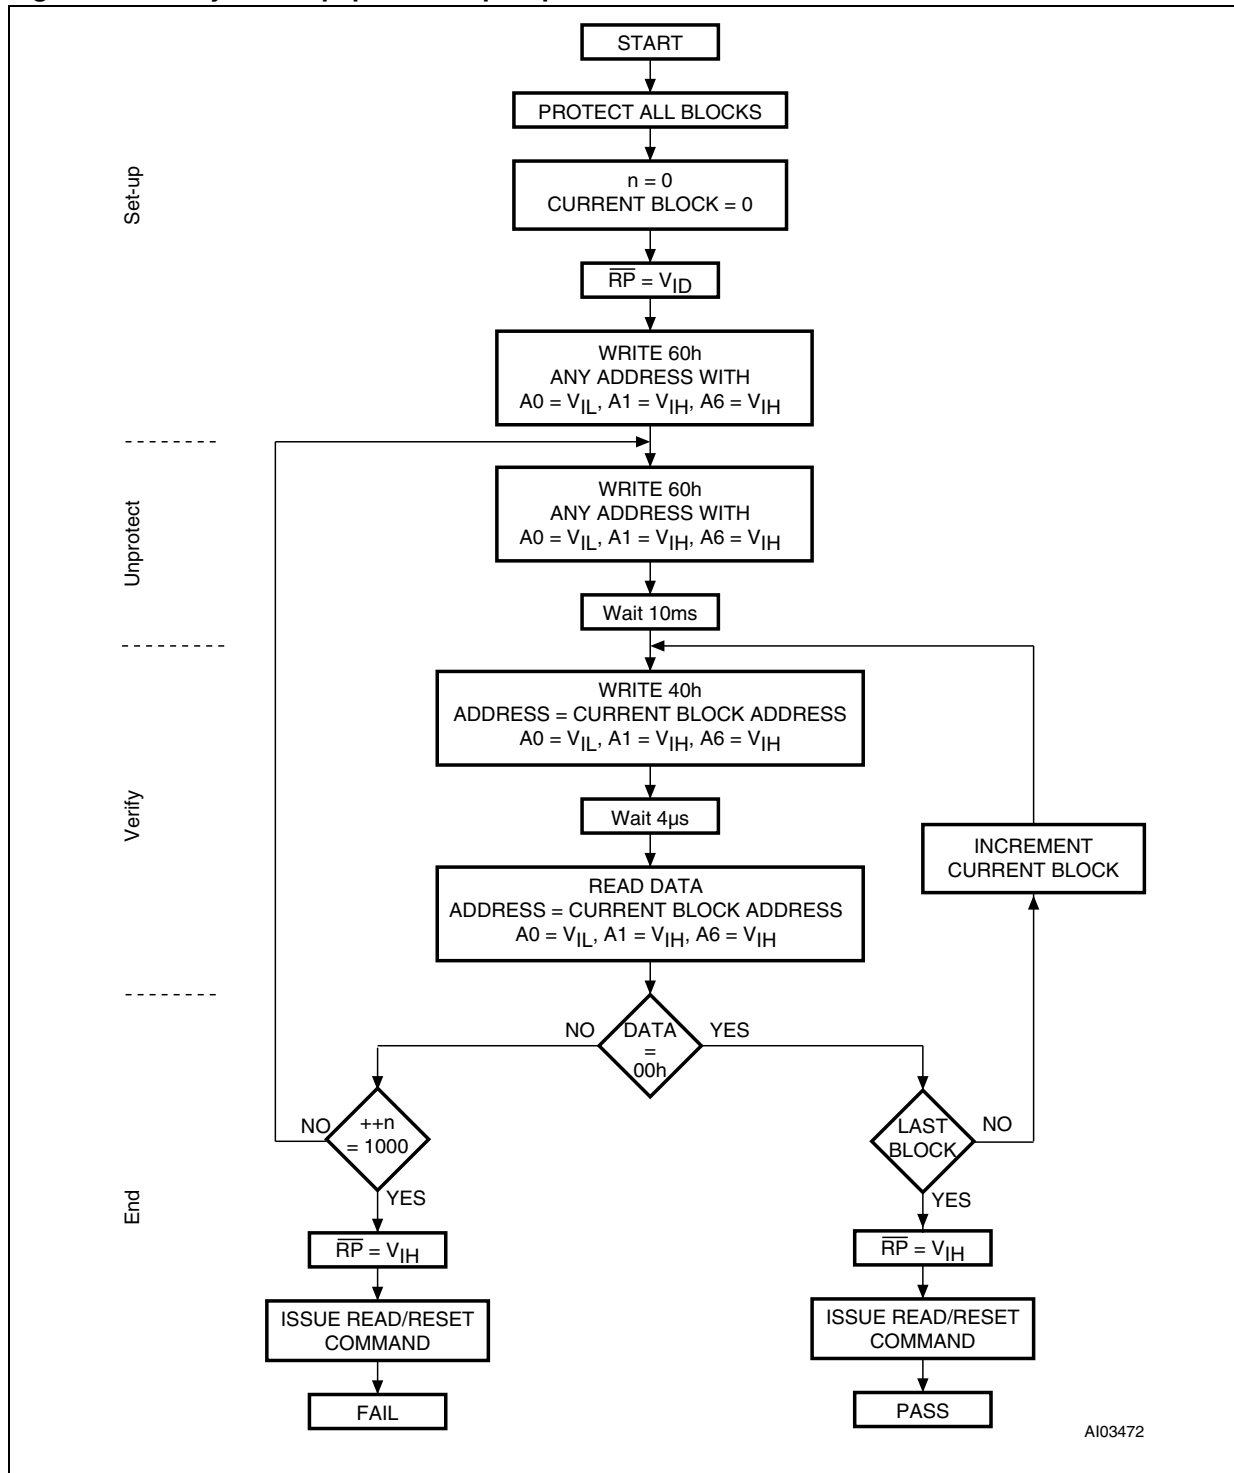 START
PROTECT ALL BLOCKS
Set-up
n = 0
CURRENT BLOCK = 0
RP = VID
WRITE 60h
ANY ADDRESS WITH
A0 = VIL, A1 = VIH, A6 = VIH
Unprotect
WRITE 60h
ANY ADDRESS WITH
A0 = VIL, A1 = VIH, A6 = VIH
Wait 10ms
Verify
WRITE 40h
ADDRESS = CURRENT BLOCK ADDRESS
A0 = VIL, A1 = VIH, A6 = VIH
Wait 4µs
INCREMENT
CURRENT BLOCK
READ DATA
ADDRESS = CURRENT BLOCK ADDRESS
A0 = VIL, A1 = VIH, A6 = VIH
End
NO
DATA
=
00h
YES
NO
++n
= 1000
YES
LAST
BLOCK
NO
YES
RP = VIH
RP = VIH
ISSUE READ/RESET
COMMAND
ISSUE READ/RESET
COMMAND
FAIL
PASS
AI03472